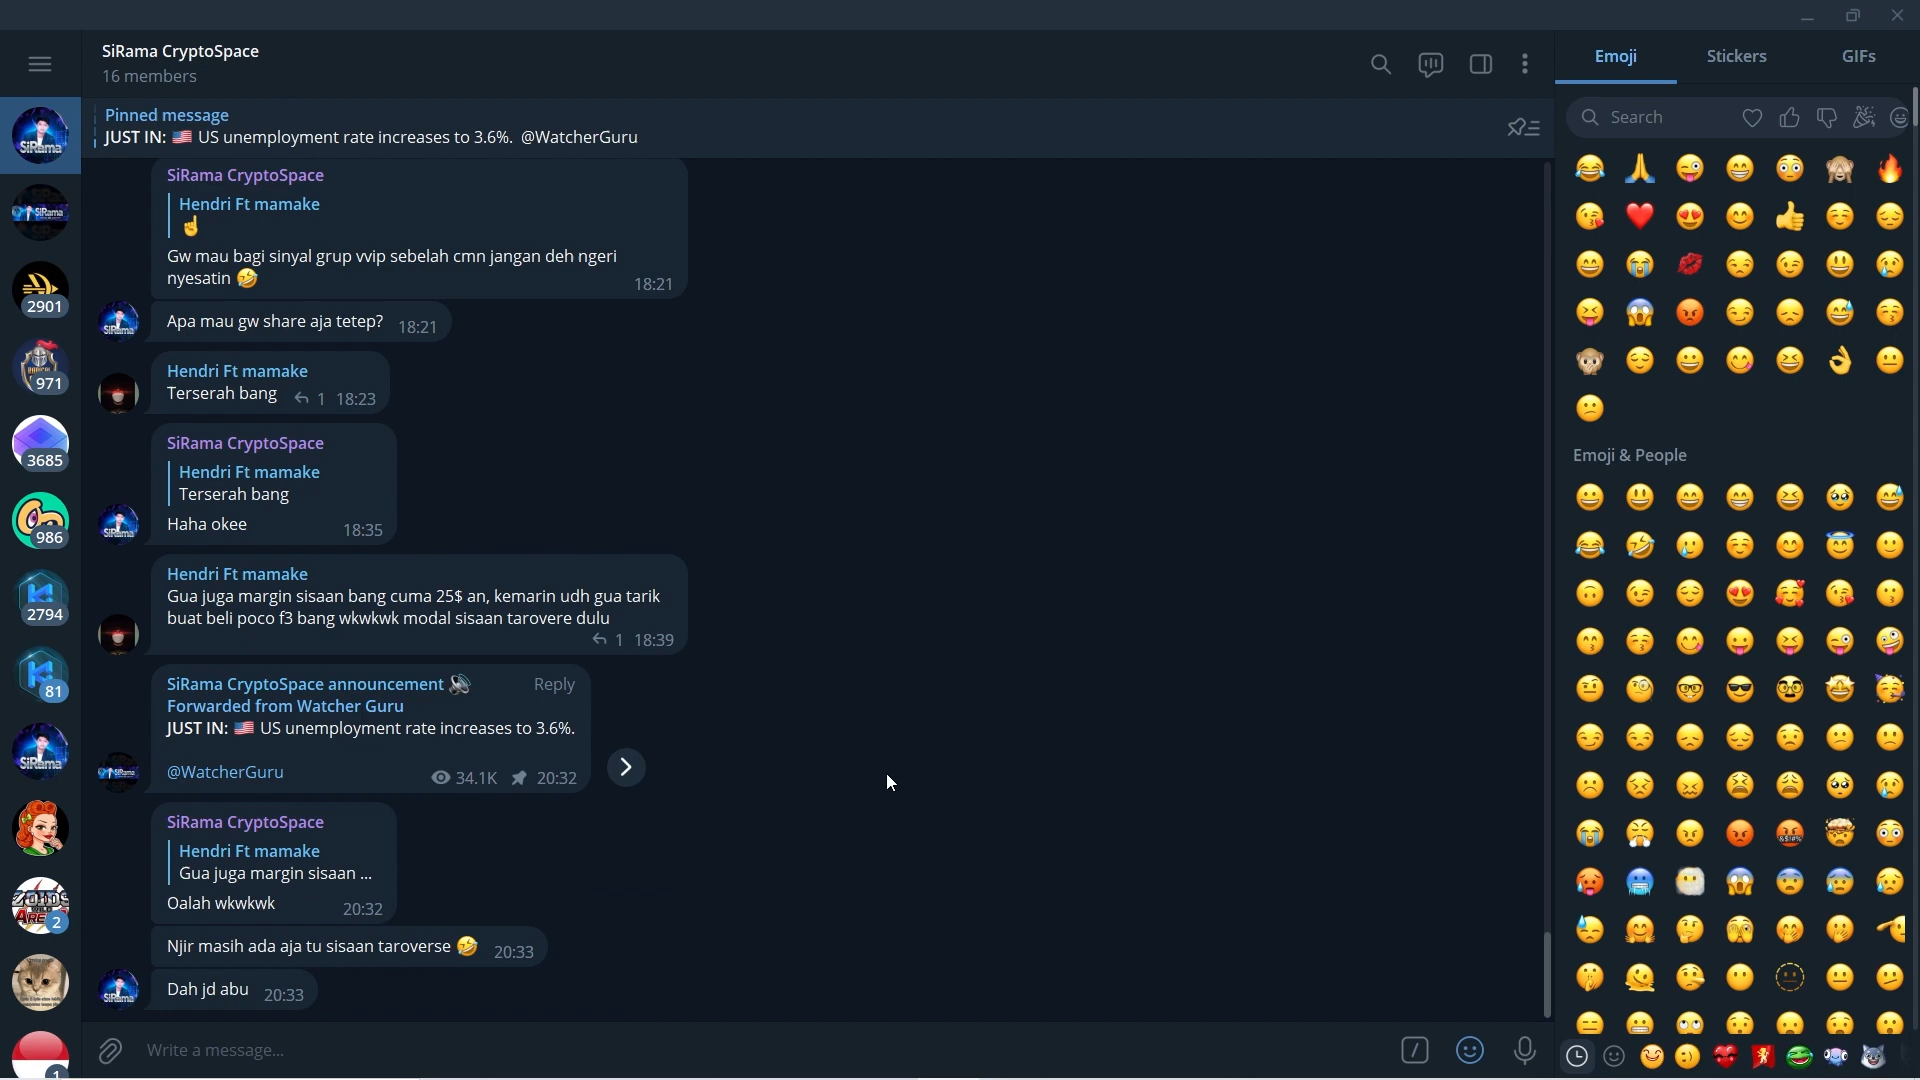 SiRama CryptoSpace
16 members
Emoji
Stickers
GIFs
Pinned message
JUST IN: 🇺🇸 US unemployment rate increases to 3.6%. @WatcherGuru
Search
SiRama CryptoSpace
Hendri Ft mamake
☝
Gw mau bagi sinyal grup vvip sebelah cmn jangan deh ngeri
nyesatin 🤣
18:21
Apa mau gw share aja tetep? 18:21
Hendri Ft mamake
Terserah bang 1 18:23
SiRama CryptoSpace
Hendri Ft mamake
Terserah bang
Haha okee 18:35
Hendri Ft mamake
Gua juga margin sisaan bang cuma 25$ an, kemarin udh gua tarik
buat beli poco f3 bang wkwkwk modal sisaan tarovere dulu
1 18:39
SiRama CryptoSpace announcement 🔊 Reply
Forwarded from Watcher Guru
JUST IN: 🇺🇸 US unemployment rate increases to 3.6%.
@WatcherGuru 34.1K 20:32
SiRama CryptoSpace
Hendri Ft mamake
Gua juga margin sisaan ...
Oalah wkwkwk 20:32
Njir masih ada aja tu sisaan taroverse 🤣 20:33
Dah jd abu 20:33
Write a message...
Emoji & People
SiRama
SiRama
2901
971
3685
986
2794
81
SiRama
2
1